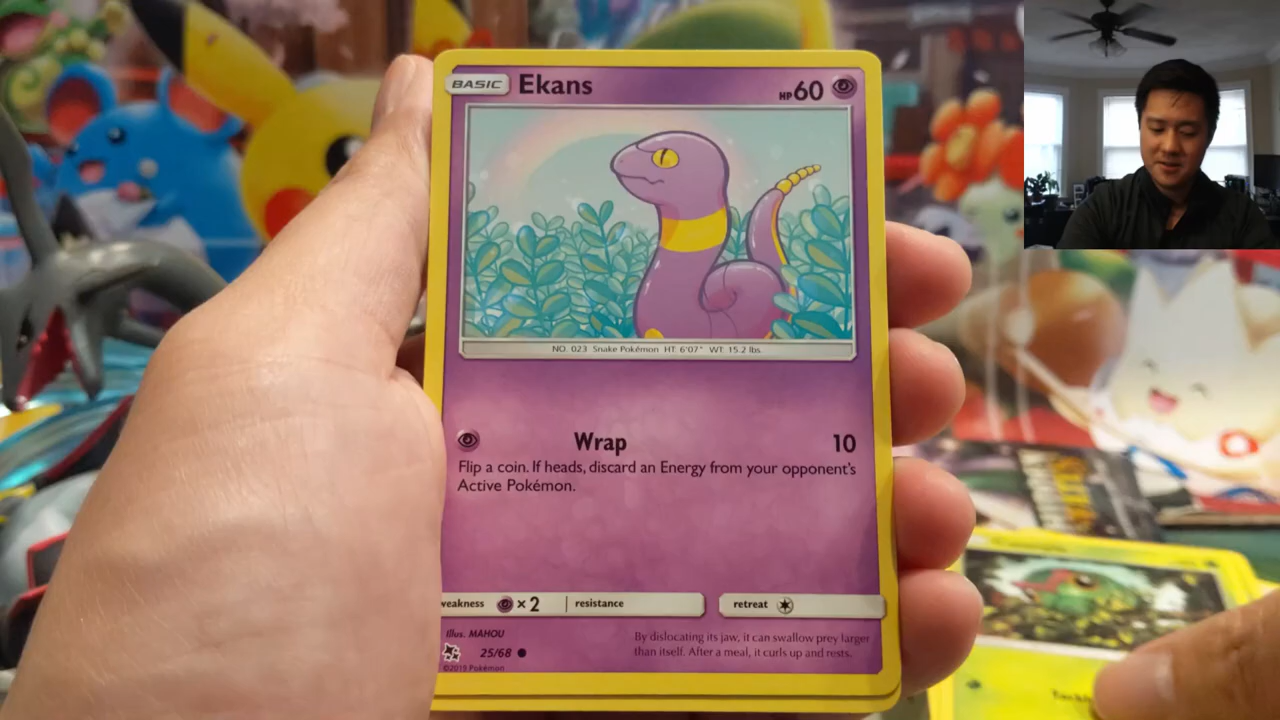 BASIC Ekans HP60
NO. 023 Snake Pokémon HT: 6'07" WT: 15.2 lbs.
Wrap 10
Flip a coin. If heads, discard an Energy from your opponent's
Active Pokémon.
weakness ×2 resistance retreat
Illus. MAHOU
25/68
©2019 Pokémon
By dislocating its jaw, it can swallow prey larger
than itself. After a meal, it curls up and rests.